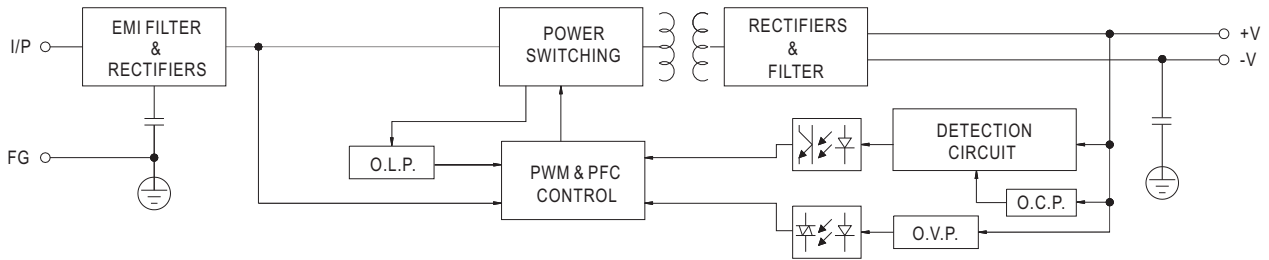 I/P
EMI FILTER
&
RECTIFIERS
POWER
SWITCHING
RECTIFIERS
&
FILTER
+V
-V
FG
O.L.P.
PWM & PFC
CONTROL
DETECTION
CIRCUIT
O.C.P.
O.V.P.